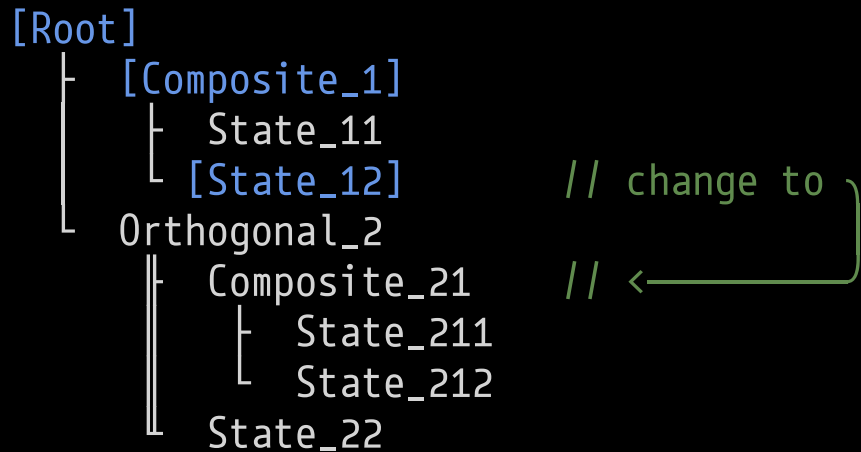 [Root]
[Composite_1]
State_11
[State_12] // change to
Orthogonal_2
Composite_21 // <
State_211
State_212
State_22